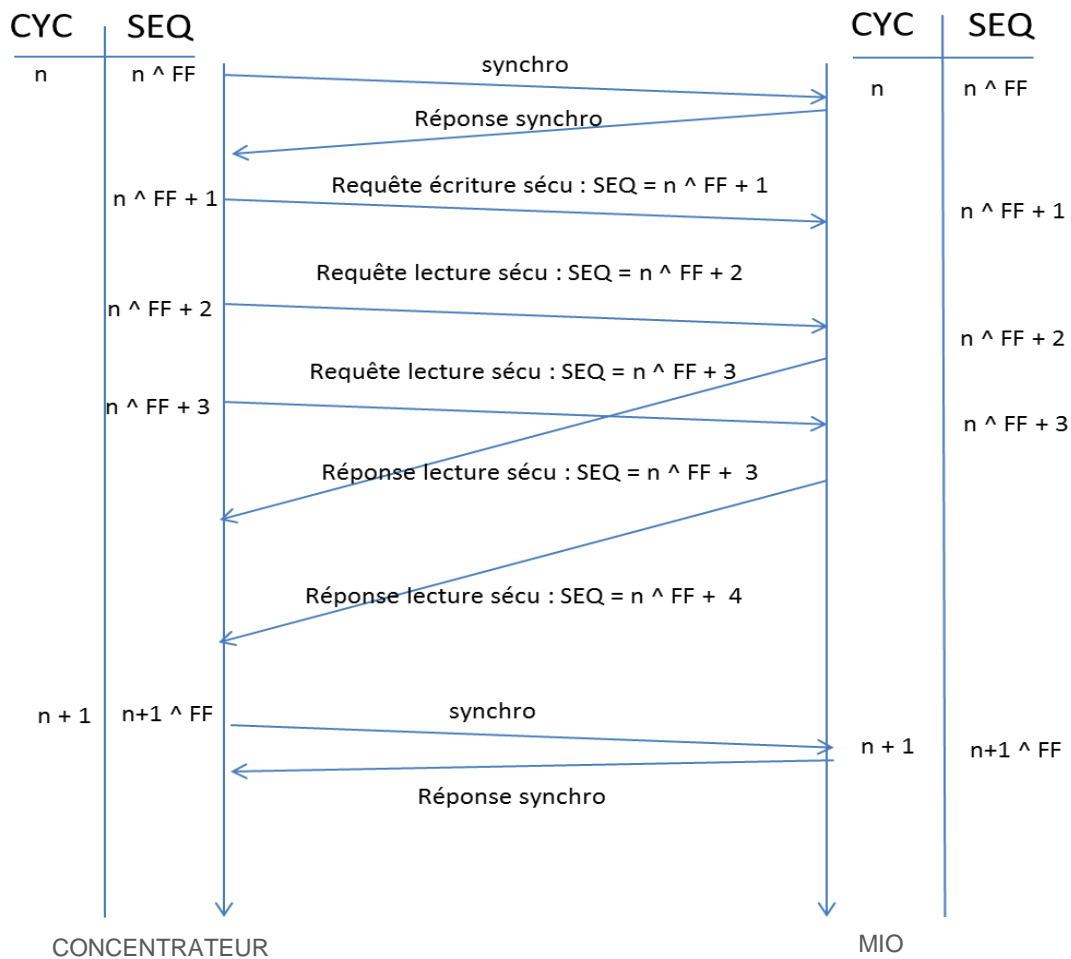 CYC SEQ CYC SEQ
n n ^ FF synchro n n ^ FF
Réponse synchro
n ^ FF + 1 Requête écriture sécu : SEQ = n ^ FF + 1 n ^ FF + 1
Requête lecture sécu : SEQ = n ^ FF + 2
n ^ FF + 2 n ^ FF + 2
Requête lecture sécu : SEQ = n ^ FF + 3
n ^ FF + 3 n ^ FF + 3
Réponse lecture sécu : SEQ = n ^ FF + 3
Réponse lecture sécu : SEQ = n ^ FF + 4
n + 1 n+1 ^ FF synchro n + 1 n+1 ^ FF
Réponse synchro
CONCENTRATEUR MIO